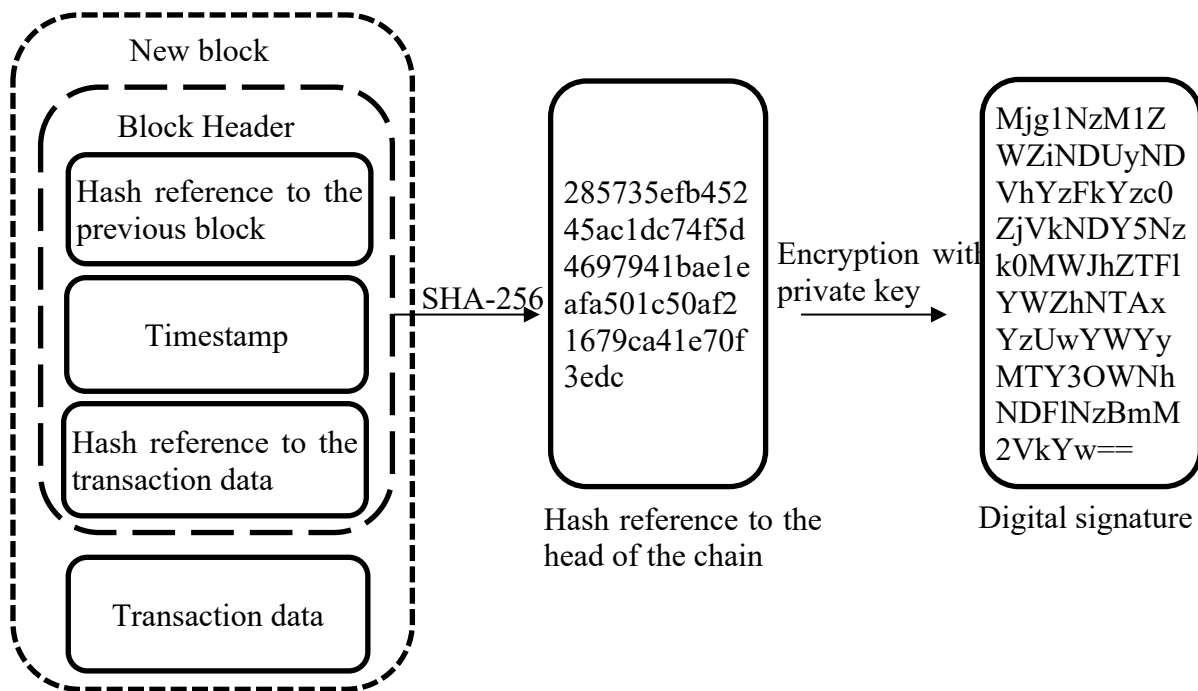 New block
Block Header
Hash reference to the
previous block
Timestamp
Hash reference to the
transaction data
Transaction data
SHA-256
285735efb452
45ac1dc74f5d
4697941bae1e
afa501c50af2
1679ca41e70f
3edc
Hash reference to the
head of the chain
Encryption with
private key
Mjg1NzM1Z
WZiNDUyND
VhYzFkYzc0
ZjVkNDY5Nz
k0MWJhZTFl
YWZhNTAx
YzUwYWYy
MTY3OWNh
NDFlNzBmM
2VkYw==
Digital signature